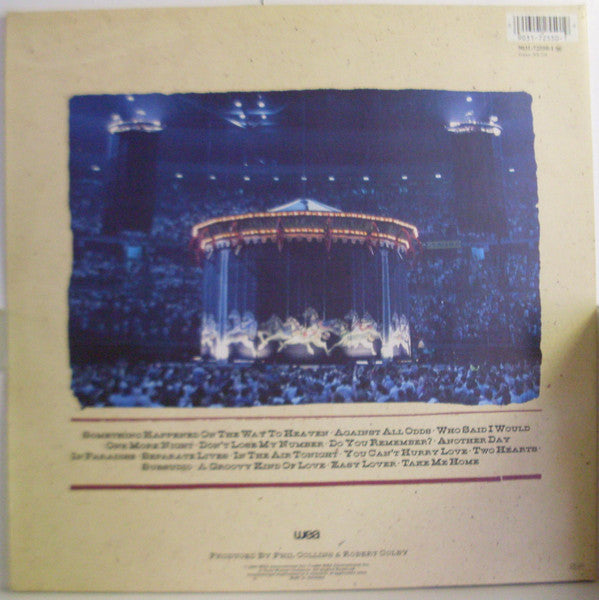 SOMETHING HAPPENED ON THE WAY TO HEAVEN · AGAINST ALL ODDS · WHO SAID I WOULD
ONE MORE NIGHT · DON'T LOSE MY NUMBER · DO YOU REMEMBER? · ANOTHER DAY
IN PARADISE · SEPARATE LIVES · IN THE AIR TONIGHT · YOU CAN'T HURRY LOVE · TWO HEARTS ·
SUSSUDIO · A GROOVY KIND OF LOVE · EASY LOVER · TAKE ME HOME
wea
PRODUCED BY PHIL COLLINS & ROBERT COLBY